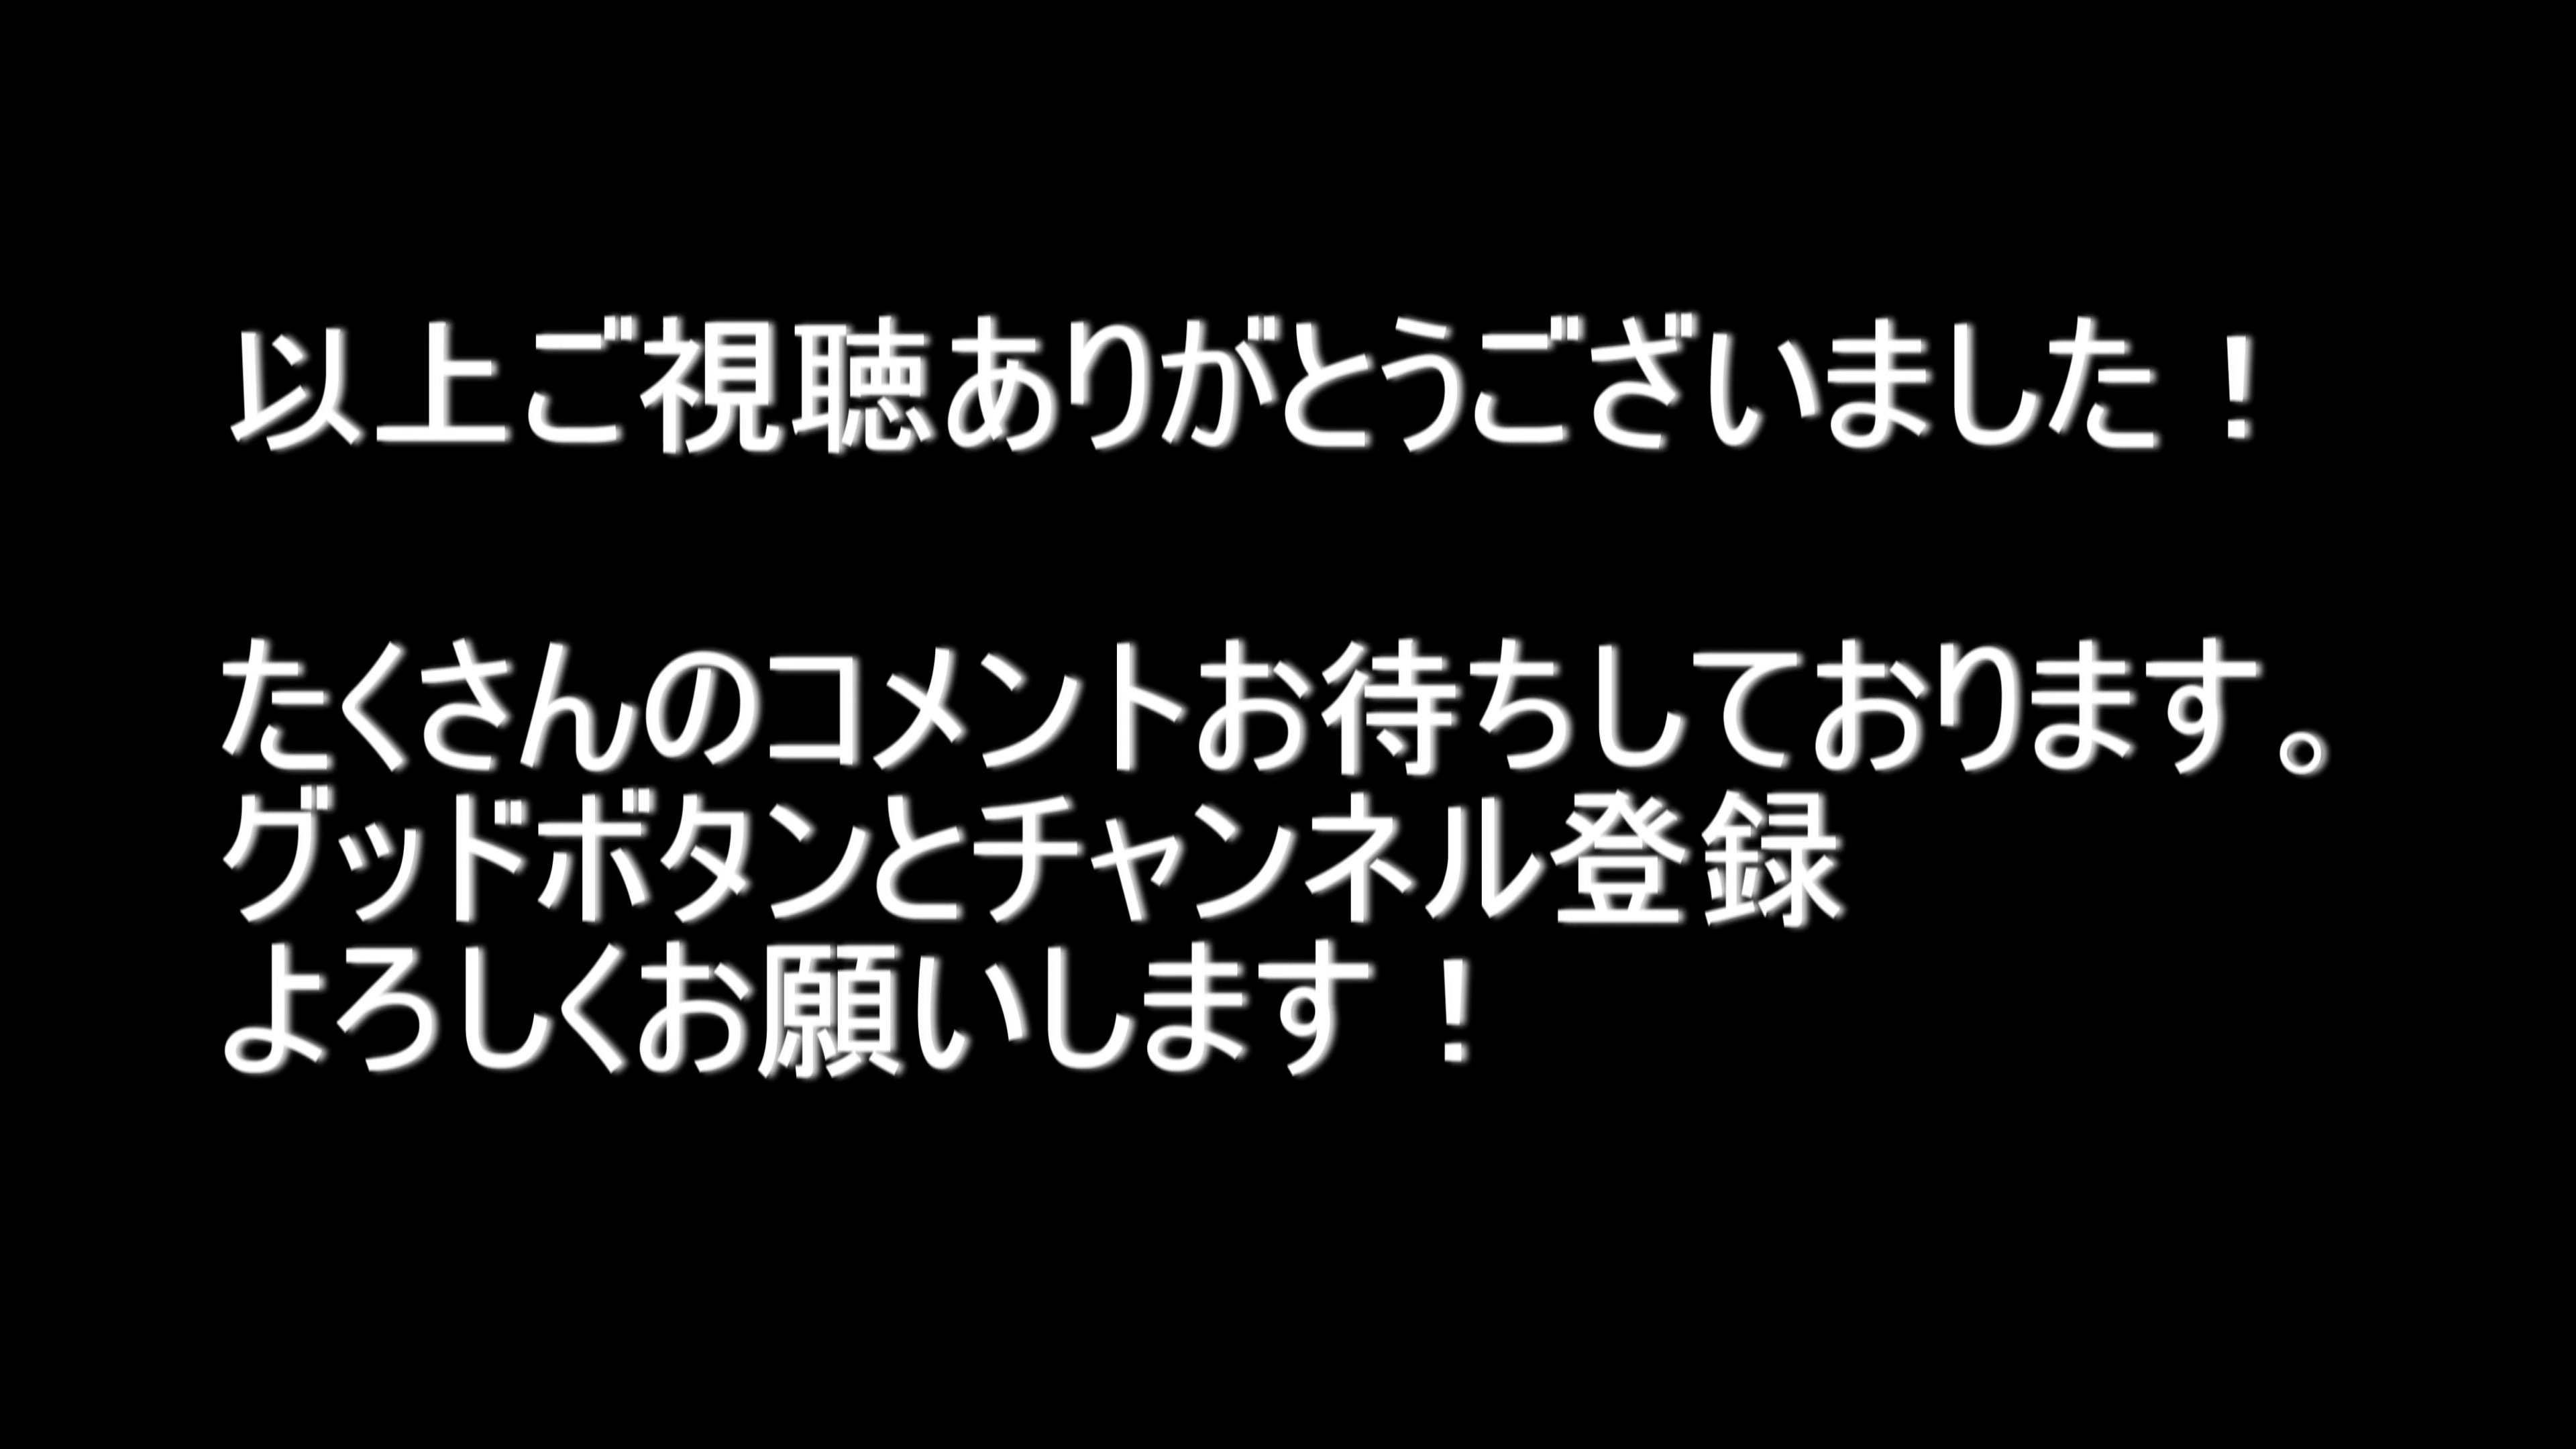 以上ご視聴ありがとうございました！
たくさんのコメントお待ちしております。
グッドボタンとチャンネル登録
よろしくお願いします！